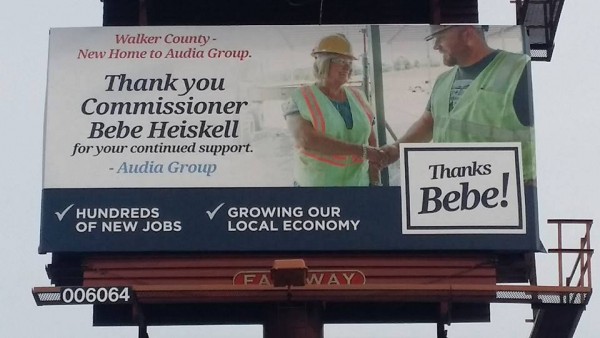 Walker County -
New Home to Audia Group.
Thank you
Commissioner
Bebe Heiskell
for your continued support.
- Audia Group
Thanks
Bebe!
✓ HUNDREDS
OF NEW JOBS
✓ GROWING OUR
LOCAL ECONOMY
006064